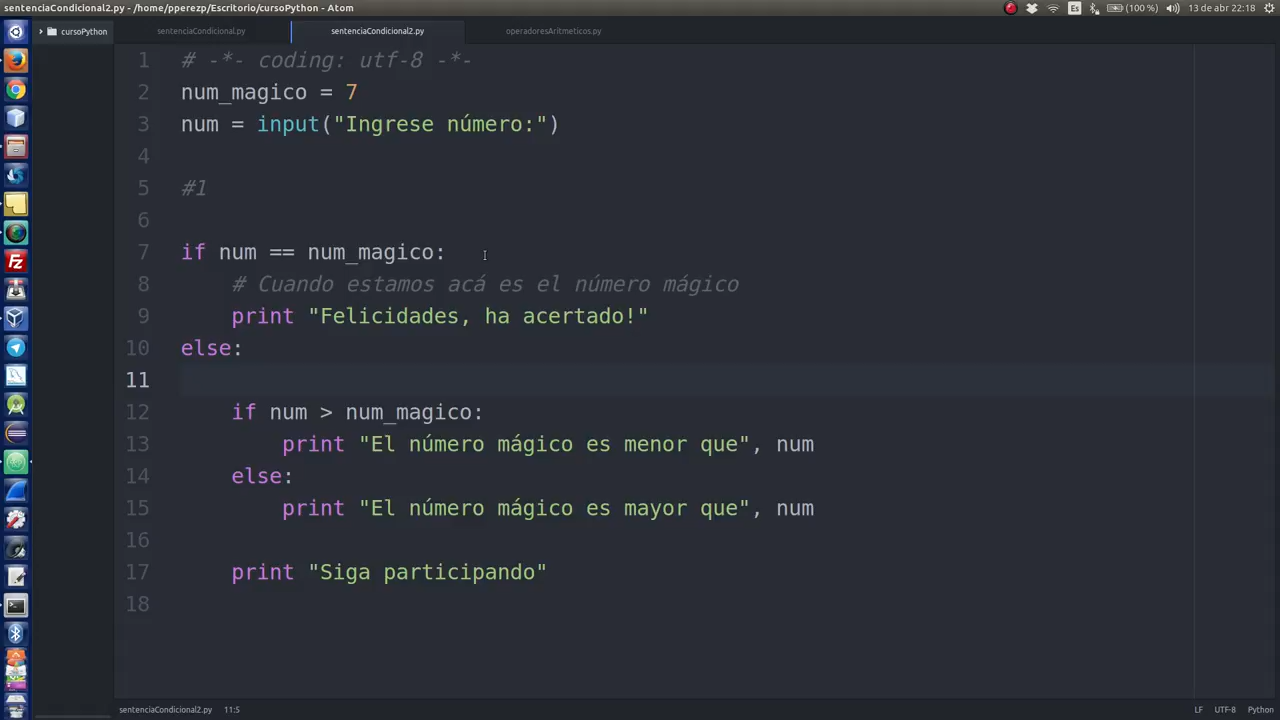 sentenciaCondicional2.py - /home/pperezp/Escritorio/cursoPython - Atom
Es (100 %) 13 de abr 22:18
cursoPython sentenciaCondicional.py sentenciaCondicional2.py operadoresAritmeticos.py
1 # -*- coding: utf-8 -*-
2 num_magico = 7
3 num = input("Ingrese número:")
4
5 #1
6
7 if num == num_magico:
8 # Cuando estamos acá es el número mágico
9 print "Felicidades, ha acertado!"
10 else:
11
12 if num > num_magico:
13 print "El número mágico es menor que", num
14 else:
15 print "El número mágico es mayor que", num
16
17 print "Siga participando"
18
sentenciaCondicional2.py 11:5 LF UTF-8 Python